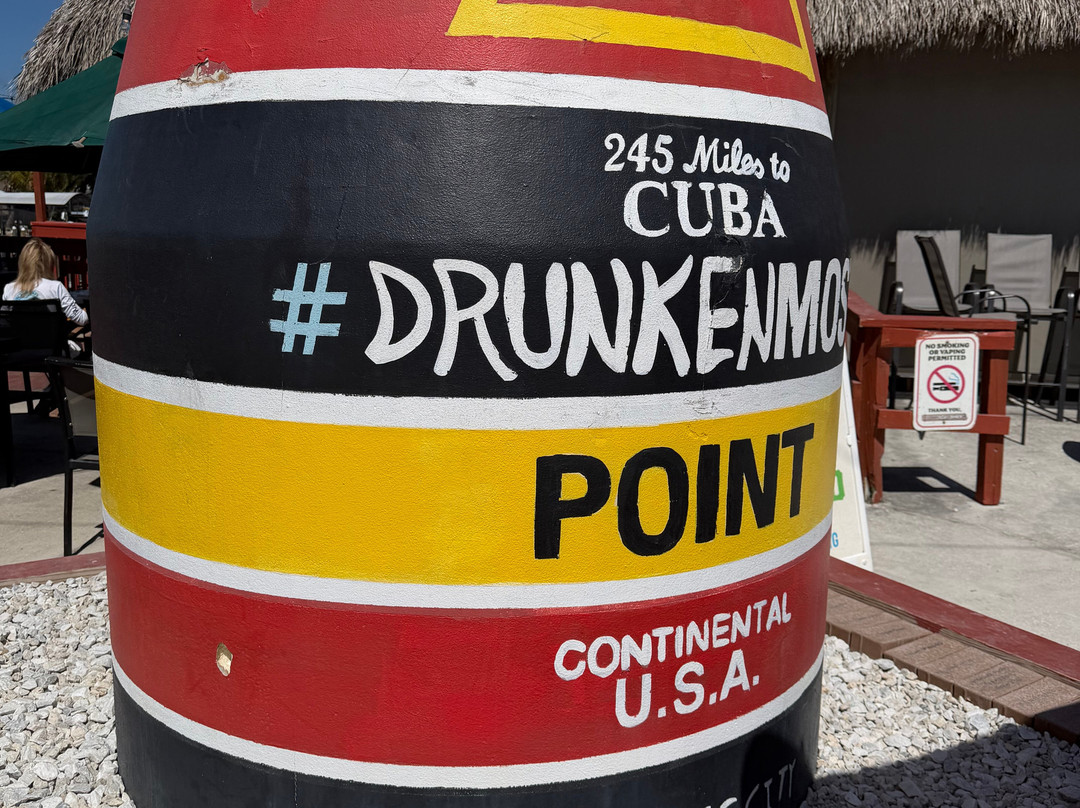 245 Miles to
CUBA
#DRUNKENMOS
POINT
CONTINENTAL
U.S.A.
NO SMOKING
OR VAPING
PERMITTED
THANK YOU.